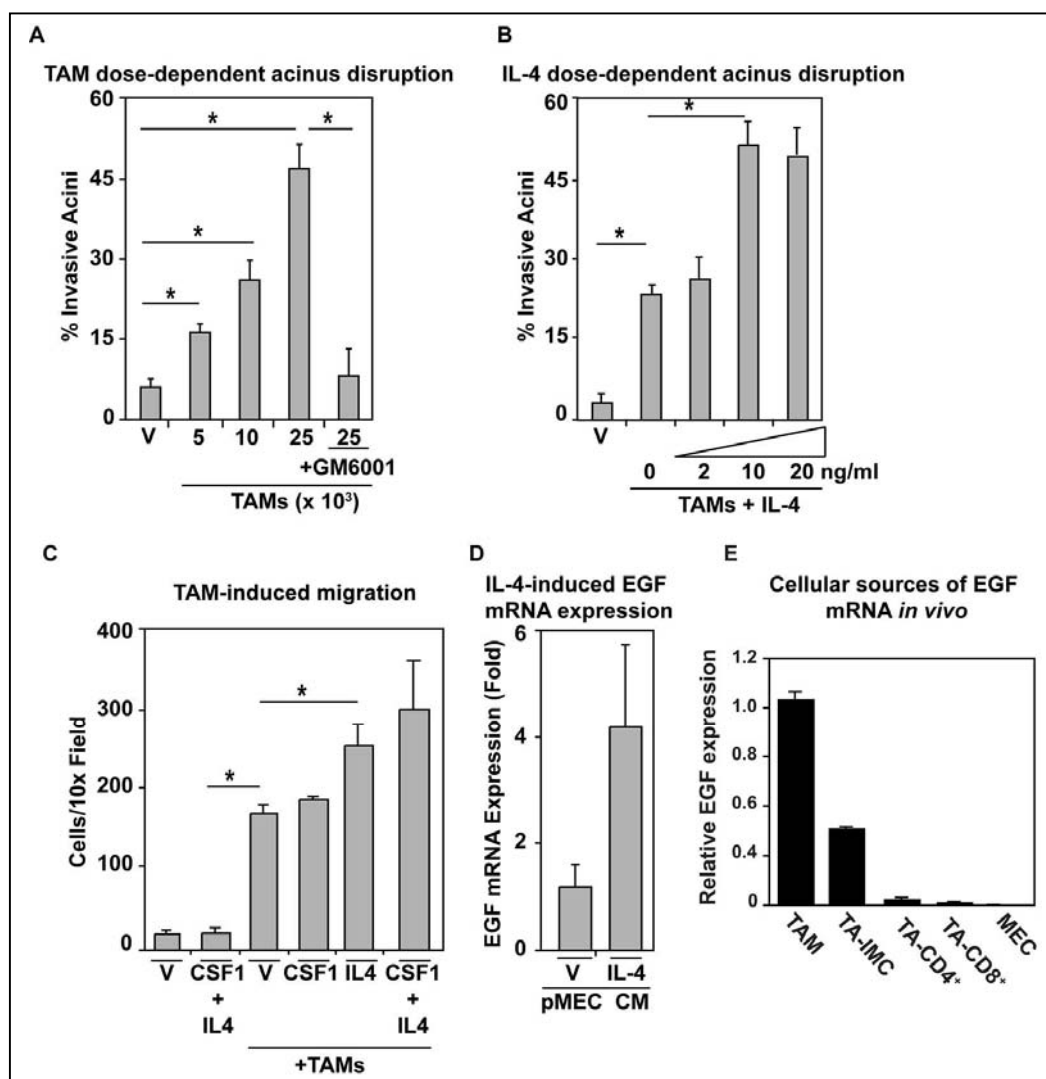 A
TAM dose-dependent acinus disruption
% Invasive Acini
60
45
30
15
0
*
*
*
*
V
5
10
25
25
+GM6001
TAMs (x 10³)
B
IL-4 dose-dependent acinus disruption
% Invasive Acini
60
45
30
15
0
*
*
V
0
2
10
20 ng/ml
TAMs + IL-4
C
TAM-induced migration
Cells/10x Field
400
300
200
100
0
*
*
V
CSF1
+
IL4
V
CSF1
IL4
CSF1
+
IL4
+TAMs
D
IL-4-induced EGF
mRNA expression
EGF mRNA Expression (Fold)
6
4
2
0
V
IL-4
pMEC CM
E
Cellular sources of EGF
mRNA in vivo
Relative EGF expression
1.2
1.0
0.6
0.4
0
TAM
TA-IMC
TA-CD4⁺
TA-CD8⁺
MEC